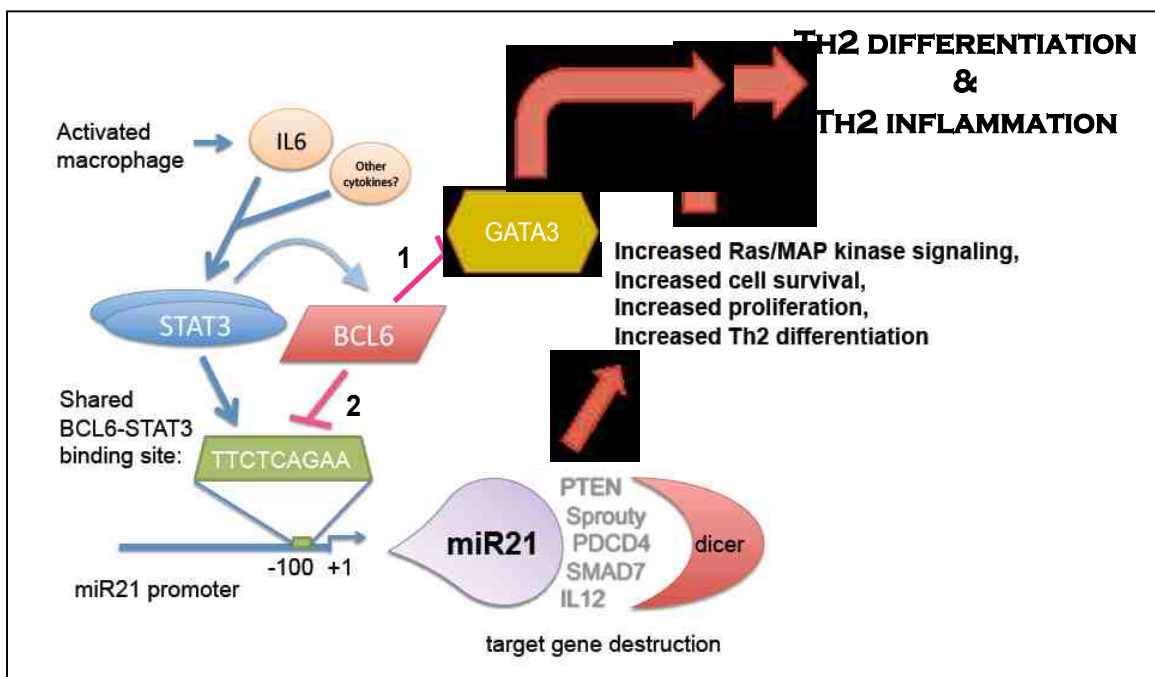 TH2 DIFFERENTIATION
&
TH2 INFLAMMATION
Activated
macrophage
IL6
Other
cytokines?
GATA3
1
Increased Ras/MAP kinase signaling,
Increased cell survival,
Increased proliferation,
Increased Th2 differentiation
STAT3
BCL6
2
Shared
BCL6-STAT3
binding site:
TTCTCAGAA
-100 +1
miR21 promoter
miR21
PTEN
Sprouty
PDCD4
SMAD7
IL12
dicer
target gene destruction